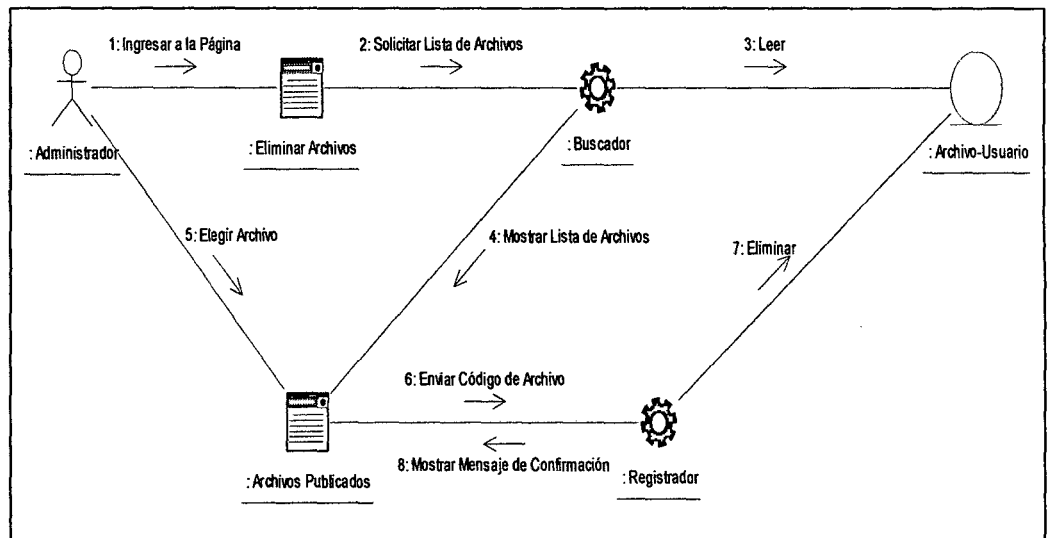 1: Ingresar a la Página
2: Solicitar Lista de Archivos
3: Leer
: Administrador
: Eliminar Archivos
: Buscador
: Archivo-Usuario
5: Elegir Archivo
4: Mostrar Lista de Archivos
7: Eliminar
6: Enviar Código de Archivo
8: Mostrar Mensaje de Confirmación
: Archivos Publicados
: Registrador